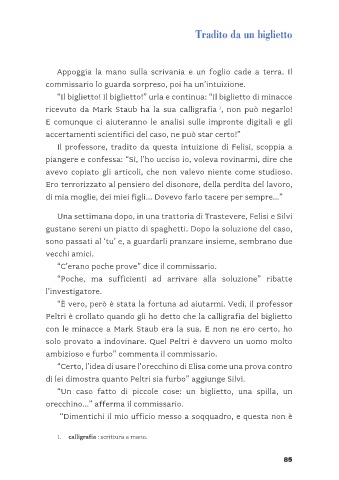 Tradito da un biglietto
Appoggia la mano sulla scrivania e un foglio cade a terra. Il
commissario lo guarda sorpreso, poi ha un'intuizione.
"Il biglietto! Il biglietto!" urla e continua: "Il biglietto di minacce
ricevuto da Mark Staub ha la sua calligrafia ¹, non può negarlo!
E comunque ci aiuteranno le analisi sulle impronte digitali e gli
accertamenti scientifici del caso, ne può star certo!"
Il professore, tradito da questa intuizione di Felisi, scoppia a
piangere e confessa: "Sì, l'ho ucciso io, voleva rovinarmi, dire che
avevo copiato gli articoli, che non valevo niente come studioso.
Ero terrorizzato al pensiero del disonore, della perdita del lavoro,
di mia moglie, dei miei figli... Dovevo farlo tacere per sempre..."
Una settimana dopo, in una trattoria di Trastevere, Felisi e Silvi
gustano sereni un piatto di spaghetti. Dopo la soluzione del caso,
sono passati al 'tu' e, a guardarli pranzare insieme, sembrano due
vecchi amici.
"C'erano poche prove" dice il commissario.
"Poche, ma sufficienti ad arrivare alla soluzione" ribatte
l'investigatore.
"È vero, però è stata la fortuna ad aiutarmi. Vedi, il professor
Peltri è crollato quando gli ho detto che la calligrafia del biglietto
con le minacce a Mark Staub era la sua. E non ne ero certo, ho
solo provato a indovinare. Quel Peltri è davvero un uomo molto
ambizioso e furbo" commenta il commissario.
"Certo, l'idea di usare l'orecchino di Elisa come una prova contro
di lei dimostra quanto Peltri sia furbo" aggiunge Silvi.
"Un caso fatto di piccole cose: un biglietto, una spilla, un
orecchino..." afferma il commissario.
"Dimentichi il mio ufficio messo a soqquadro, e questa non è
1. calligrafia : scrittura a mano.
85